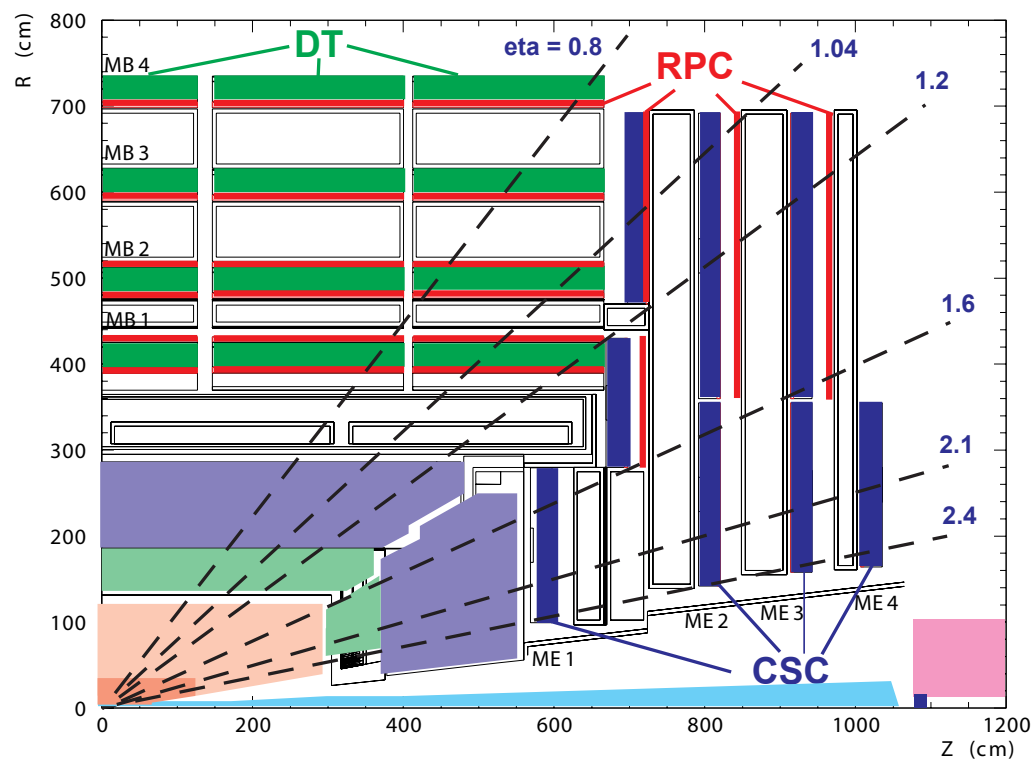 800
R (cm)
DT
eta = 0.8
1.04
MB 4
RPC
1.2
700
MB 3
600
MB 2
500
MB 1
1.6
400
300
2.1
2.4
200
100
ME 1
ME 2
ME 3
ME 4
CSC
0
0
200
400
600
800
1000
1200
Z (cm)